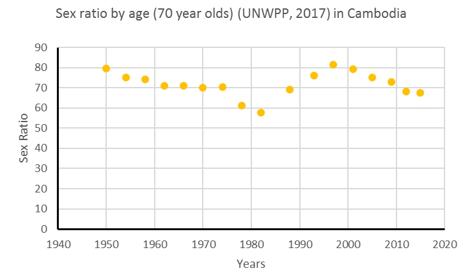 Sex ratio by age (70 year olds) (UNWPP, 2017) in Cambodia
90
80
70
60
50
40
30
20
10
0
Sex Ratio
1940 1950 1960 1970 1980 1990 2000 2010 2020
Years